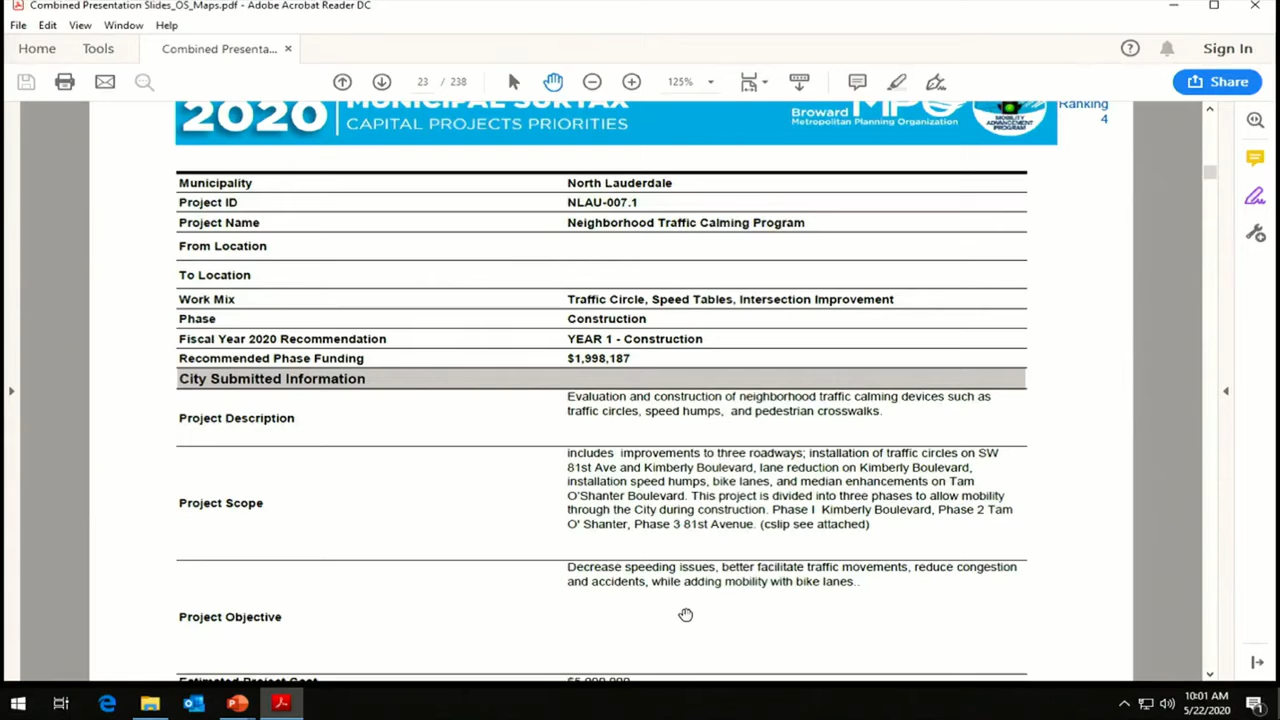 Combined Presentation Slides_OS_Maps.pdf - Adobe Acrobat Reader DC
File Edit View Window Help
Home Tools Combined Presenta... × Sign In
23 / 238 125% Share
2020 MUNICIPAL SURTAX
CAPITAL PROJECTS PRIORITIES
Broward MPO
Metropolitan Planning Organization
MOBILITY
ADVANCEMENT
PROGRAM
Ranking
4
Municipality North Lauderdale
Project ID NLAU-007.1
Project Name Neighborhood Traffic Calming Program
From Location
To Location
Work Mix Traffic Circle, Speed Tables, Intersection Improvement
Phase Construction
Fiscal Year 2020 Recommendation YEAR 1 - Construction
Recommended Phase Funding $1,998,187
City Submitted Information
Project Description
Evaluation and construction of neighborhood traffic calming devices such as
traffic circles, speed humps, and pedestrian crosswalks.
Project Scope
includes improvements to three roadways; installation of traffic circles on SW
81st Ave and Kimberly Boulevard, lane reduction on Kimberly Boulevard,
installation speed humps, bike lanes, and median enhancements on Tam
O'Shanter Boulevard. This project is divided into three phases to allow mobility
through the City during construction. Phase I Kimberly Boulevard, Phase 2 Tam
O' Shanter, Phase 3 81st Avenue. (cslip see attached)
Project Objective
Decrease speeding issues, better facilitate traffic movements, reduce congestion
and accidents, while adding mobility with bike lanes..
Estimated Project Cost
10:01 AM
5/22/2020